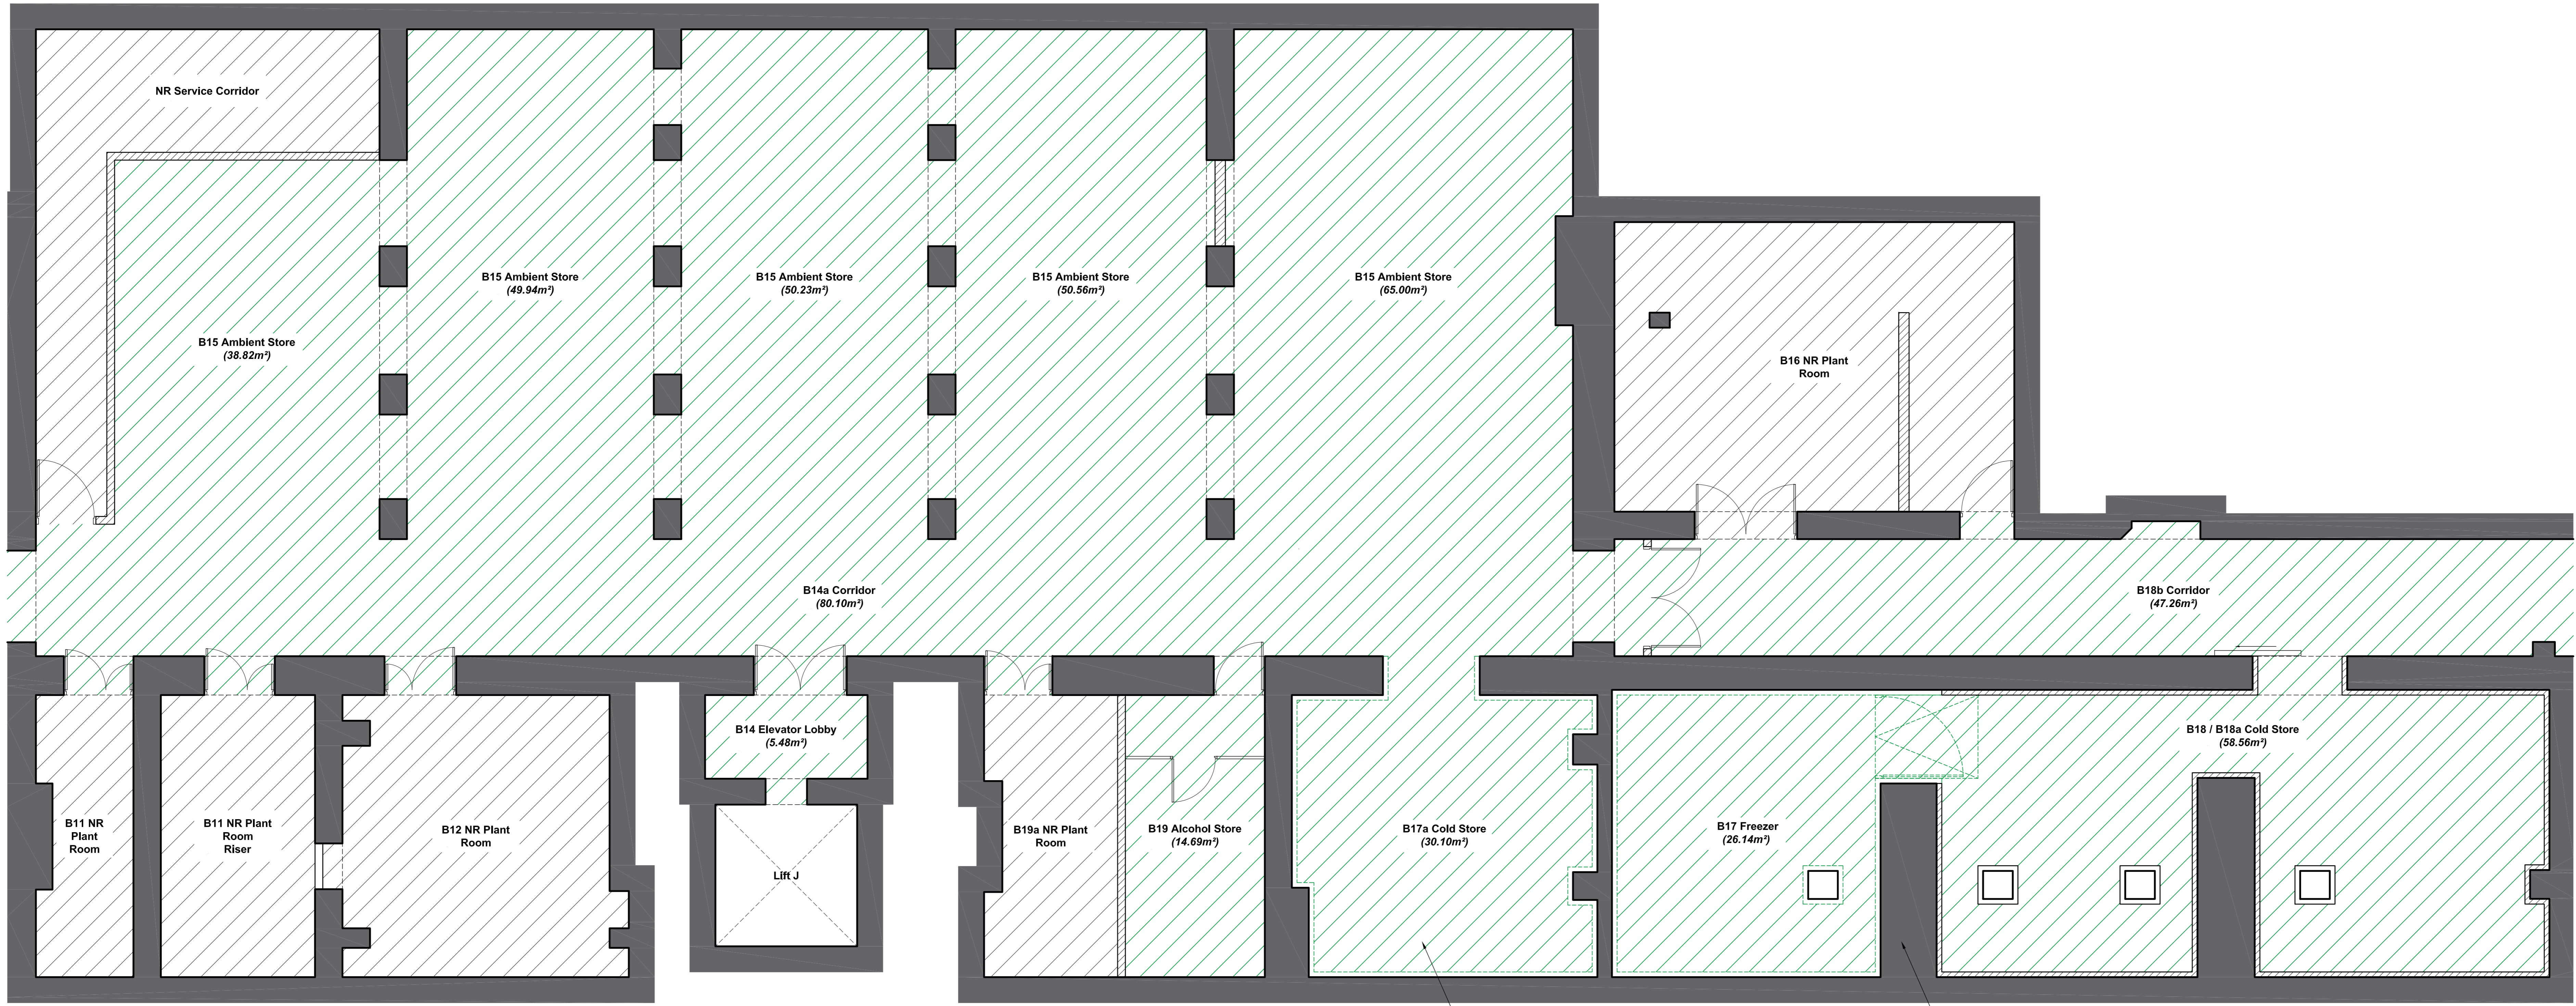 NR Service Corridor
B15 Ambient Store
(49.94m²)
B15 Ambient Store
(50.23m²)
B15 Ambient Store
(50.56m²)
B15 Ambient Store
(65.00m²)
B15 Ambient Store
(38.82m²)
B16 NR Plant
Room
B14a Corridor
(80.10m²)
B18b Corridor
(47.26m²)
B14 Elevator Lobby
(5.48m²)
B18 / B18a Cold Store
(58.56m²)
B11 NR
Plant
Room
B11 NR Plant
Room
Riser
B12 NR Plant
Room
Lift J
B19a NR Plant
Room
B19 Alcohol Store
(14.69m²)
B17a Cold Store
(30.10m²)
B17 Freezer
(26.14m²)